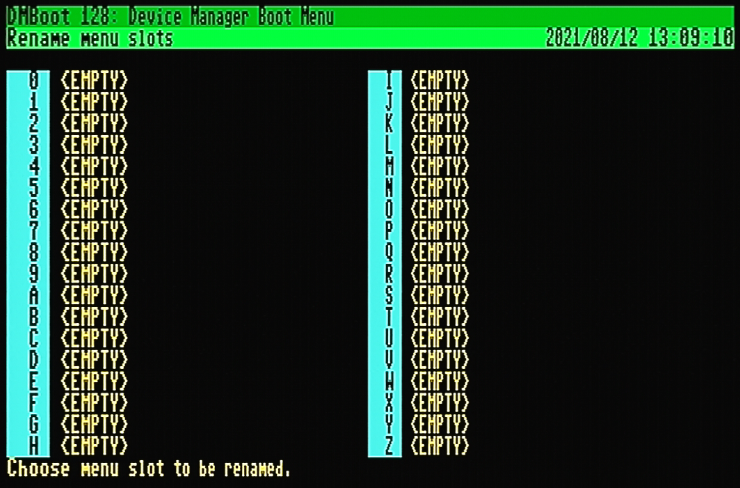 DMBoot 128: Device Manager Boot Menu
Rename menu slots 2021/08/12 13:09:10
0 <EMPTY> I <EMPTY>
1 <EMPTY> J <EMPTY>
2 <EMPTY> K <EMPTY>
3 <EMPTY> L <EMPTY>
4 <EMPTY> M <EMPTY>
5 <EMPTY> N <EMPTY>
6 <EMPTY> O <EMPTY>
7 <EMPTY> P <EMPTY>
8 <EMPTY> Q <EMPTY>
9 <EMPTY> R <EMPTY>
A <EMPTY> S <EMPTY>
B <EMPTY> T <EMPTY>
C <EMPTY> U <EMPTY>
D <EMPTY> V <EMPTY>
E <EMPTY> W <EMPTY>
F <EMPTY> X <EMPTY>
G <EMPTY> Y <EMPTY>
H <EMPTY> Z <EMPTY>
Choose menu slot to be renamed.